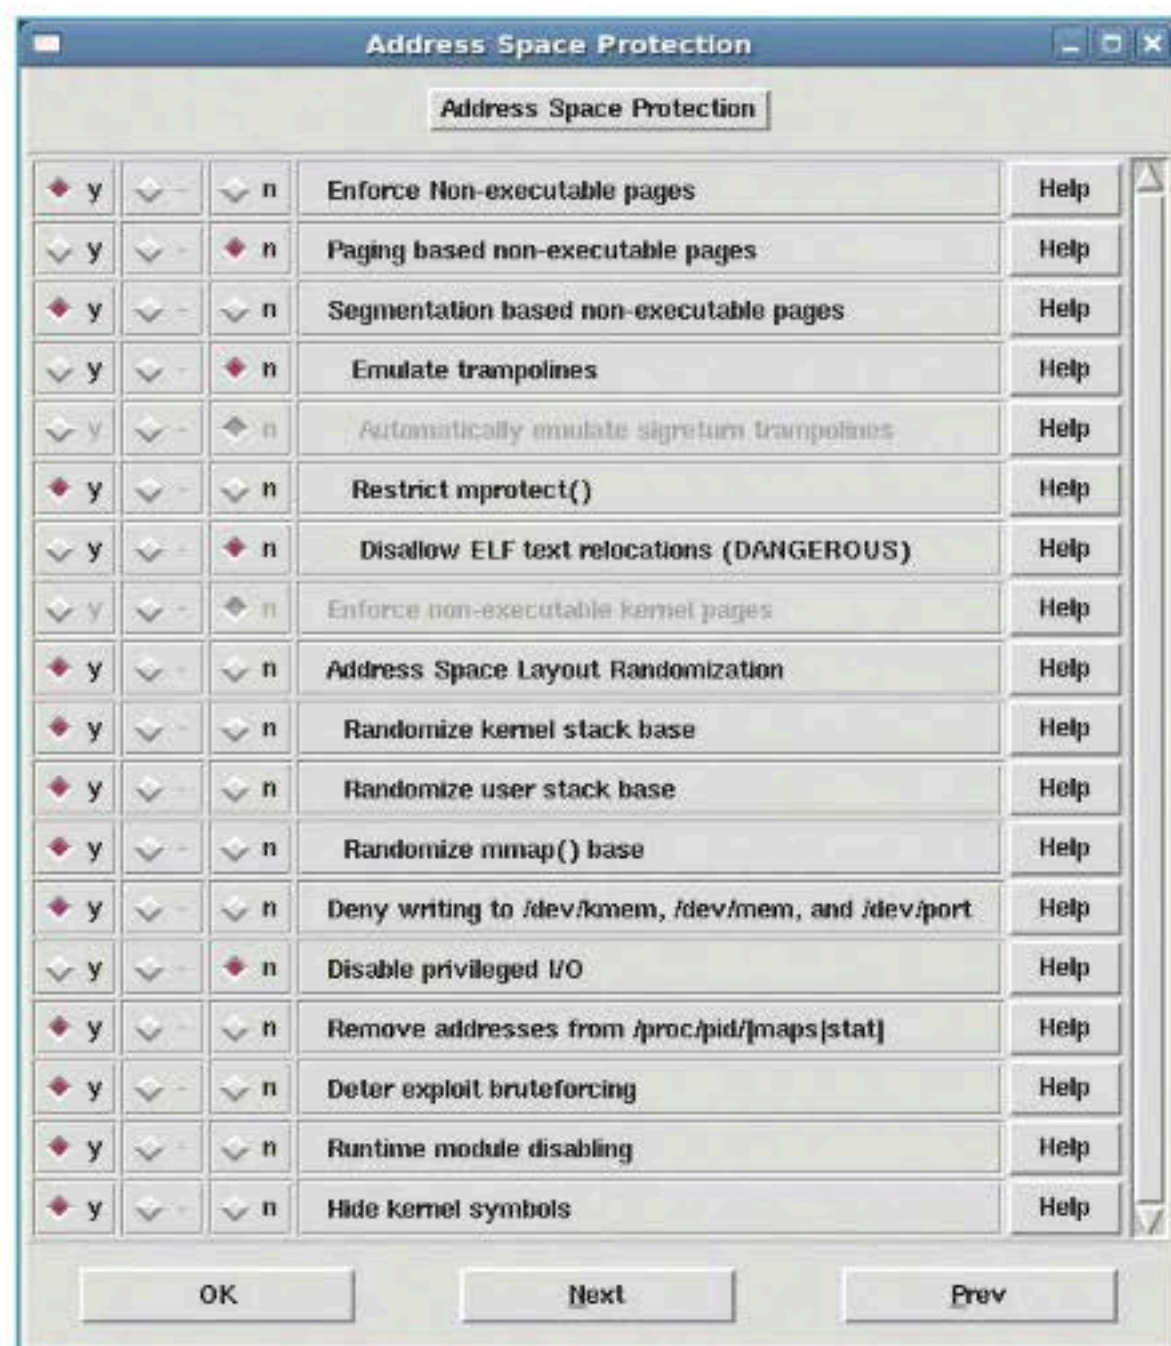 Address Space Protection
Address Space Protection
y - n Enforce Non-executable pages Help
y - n Paging based non-executable pages Help
y - n Segmentation based non-executable pages Help
y - n Emulate trampolines Help
y - n Automatically emulate sigreturn trampolines Help
y - n Restrict mprotect() Help
y - n Disallow ELF text relocations (DANGEROUS) Help
y - n Enforce non-executable kernel pages Help
y - n Address Space Layout Randomization Help
y - n Randomize kernel stack base Help
y - n Randomize user stack base Help
y - n Randomize mmap() base Help
y - n Deny writing to /dev/kmem, /dev/mem, and /dev/port Help
y - n Disable privileged I/O Help
y - n Remove addresses from /proc/pid/[maps|stat] Help
y - n Deter exploit bruteforcing Help
y - n Runtime module disabling Help
y - n Hide kernel symbols Help
OK Next Prev